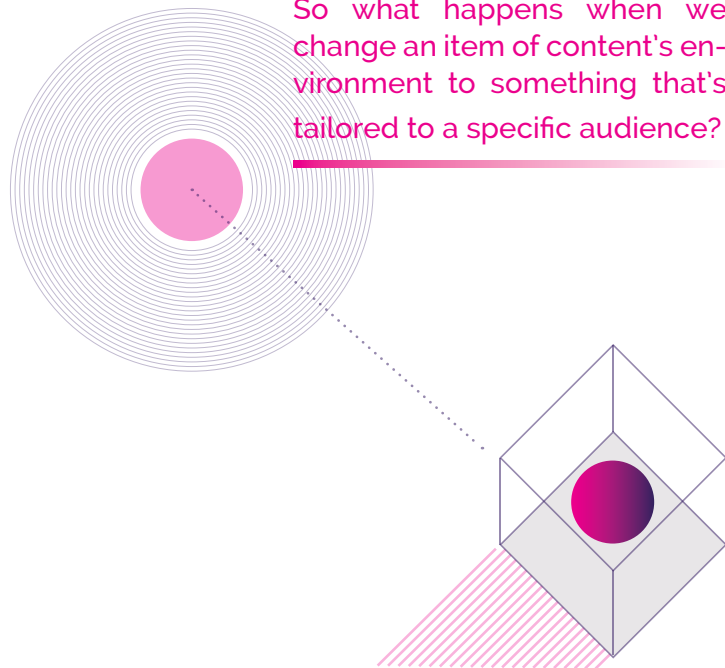 So what happens when we
change an item of content's en-
vironment to something that's
tailored to a specific audience?